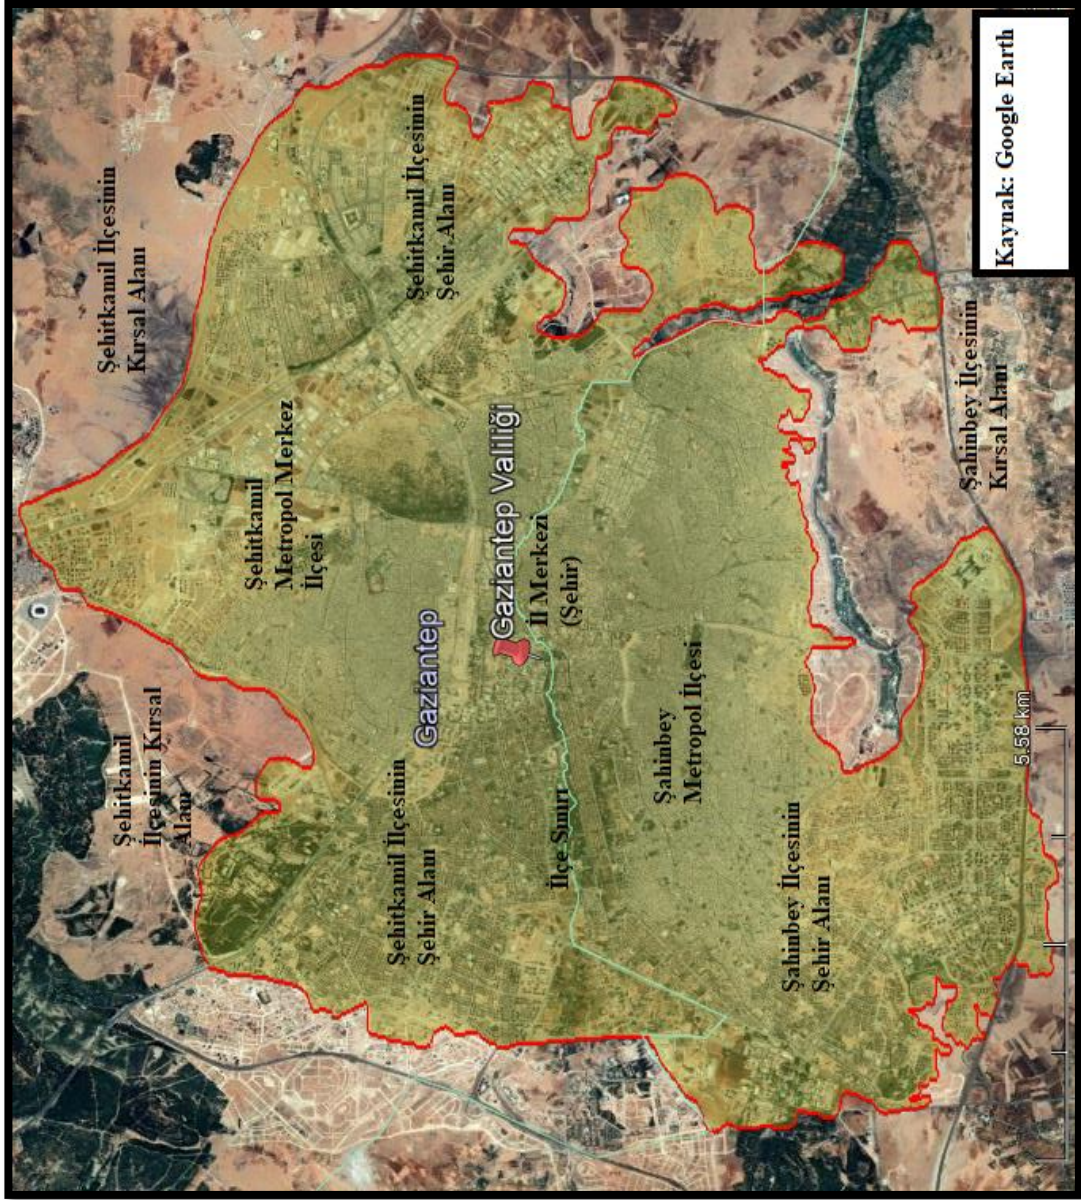 Şehitkamil İlçesinin
Kırsal Alanı
Şehitkamil
İlçesinin Kırsal
Alanı
Şehitkamil
Metropol Merkez
İlçesi
Şehitkamil İlçesinin
Şehir Alanı
Şehitkamil İlçesinin
Şehir Alanı
Gaziantep
Gaziantep Valiliği
İl Merkezi
(Şehir)
İlçe Sınırı
Şahinbey
Metropol İlçesi
Şahinbey İlçesinin
Şehir Alanı
Şahinbey İlçesinin
Kırsal Alanı
Kaynak: Google Earth
5.58 km